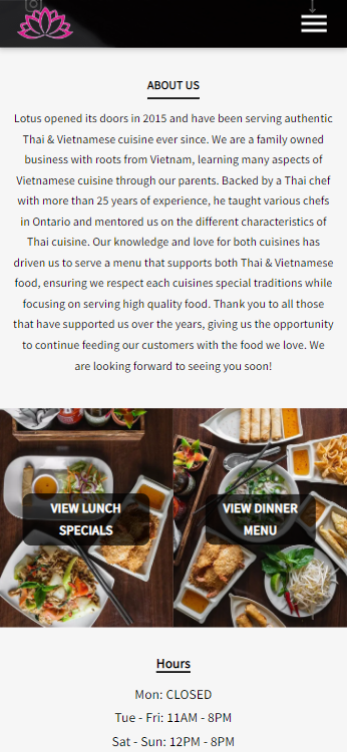 ABOUT US
Lotus opened its doors in 2015 and have been serving authentic
Thai & Vietnamese cuisine ever since. We are a family owned
business with roots from Vietnam, learning many aspects of
Vietnamese cuisine through our parents. Backed by a Thai chef
with more than 25 years of experience, he taught various chefs
in Ontario and mentored us on the different characteristics of
Thai cuisine. Our knowledge and love for both cuisines has
driven us to serve a menu that supports both Thai & Vietnamese
food, ensuring we respect each cuisines special traditions while
focusing on serving high quality food. Thank you to all those
that have supported us over the years, giving us the opportunity
to continue feeding our customers with the food we love. We
are looking forward to seeing you soon!
VIEW LUNCH
SPECIALS
VIEW DINNER
MENU
Hours
Mon: CLOSED
Tue - Fri: 11AM - 8PM
Sat - Sun: 12PM - 8PM